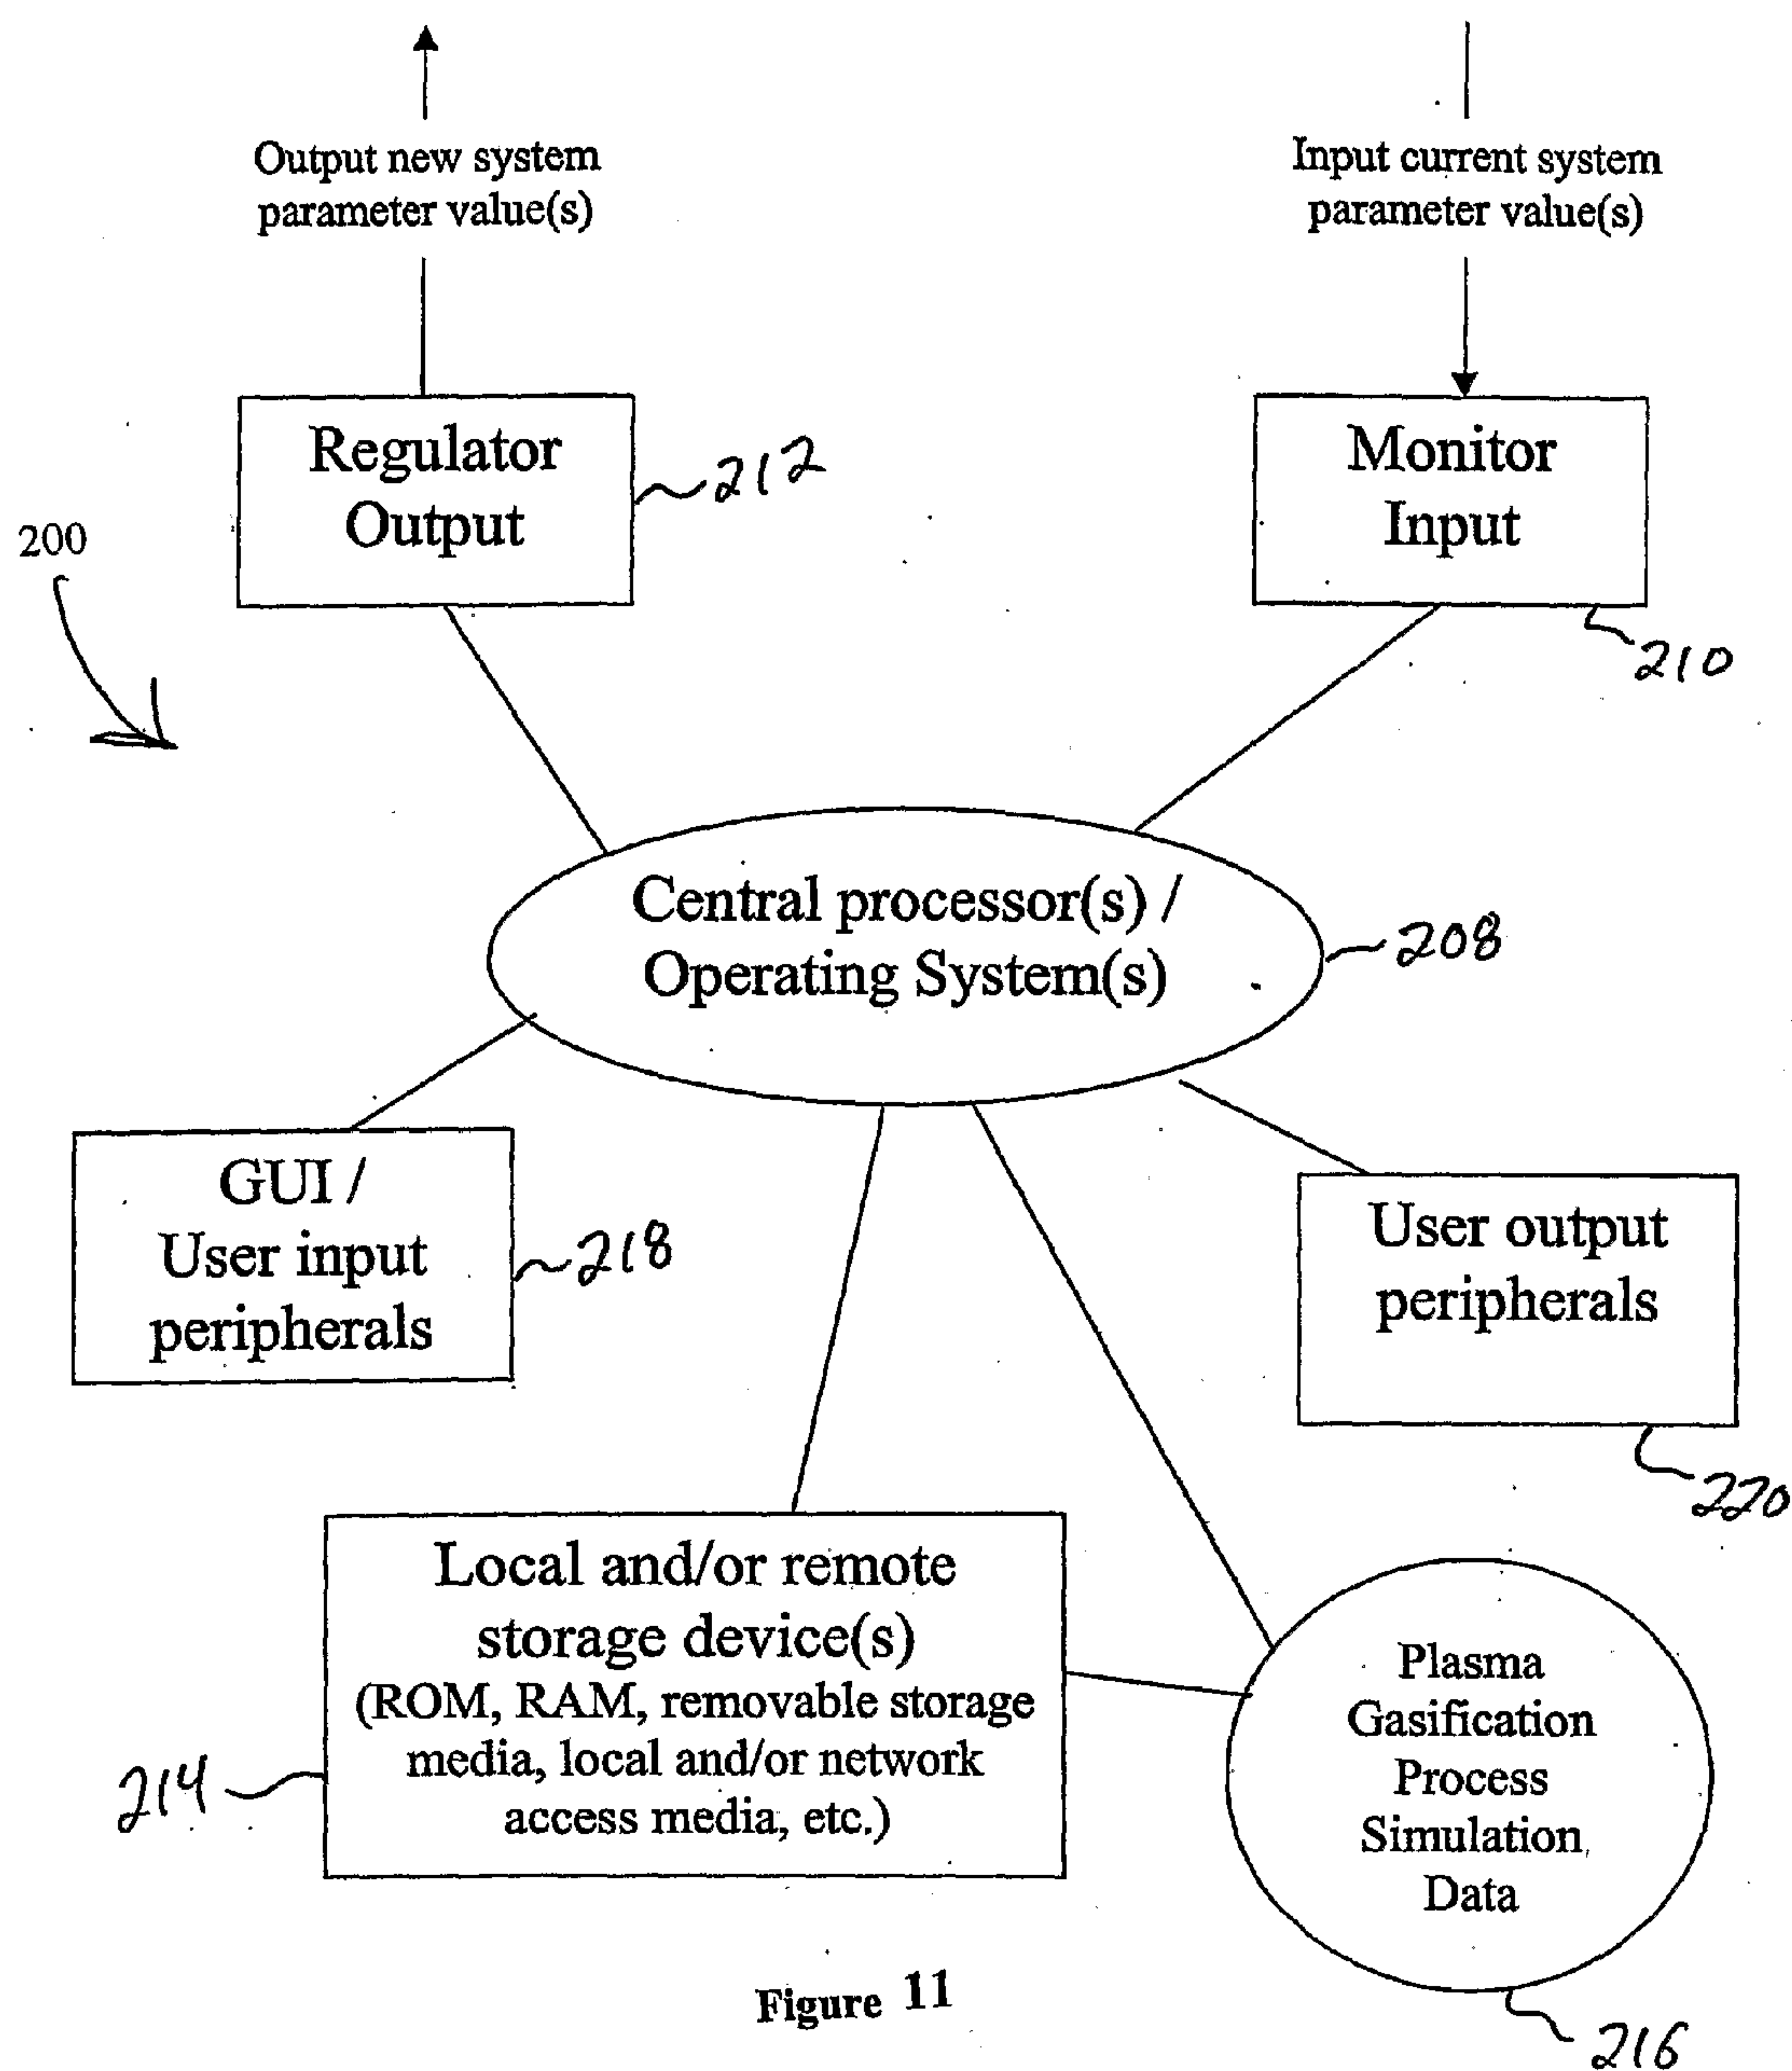 Output new system
parameter value(s)
Input current system
parameter value(s)
Regulator
Output
212
Monitor
Input
210
200
Central processor(s) /
Operating System(s)
208
GUI /
User input
peripherals
218
User output
peripherals
220
Local and/or remote
storage device(s)
(ROM, RAM, removable storage
media, local and/or network
access media, etc.)
214
Plasma
Gasification
Process
Simulation
Data
216
Figure 11